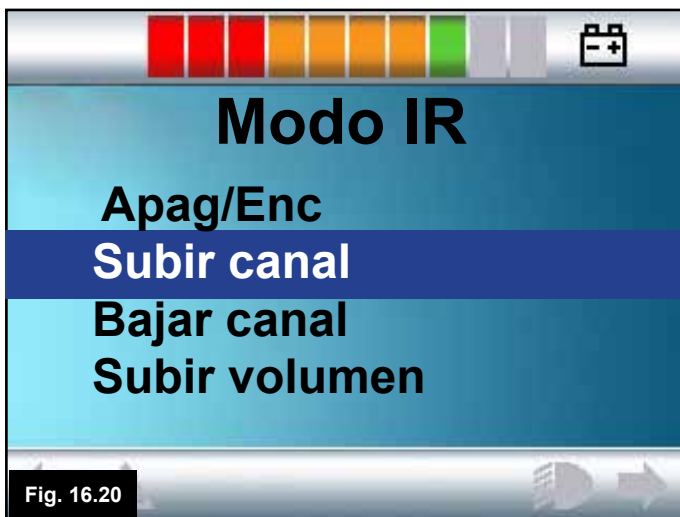 Modo IR
Apag/Enc
Subir canal
Bajar canal
Subir volumen
Fig. 16.20